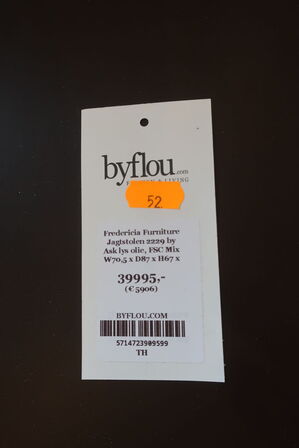 byflou.com
& LIVING
52
Fredericia Furniture
Jagtstolen 2229 by
Ask lys olie, FSC Mix
W70,5 x D87 x H67 x
39995,-
(€ 5906)
BYFLOU.COM
5714723909599
TH